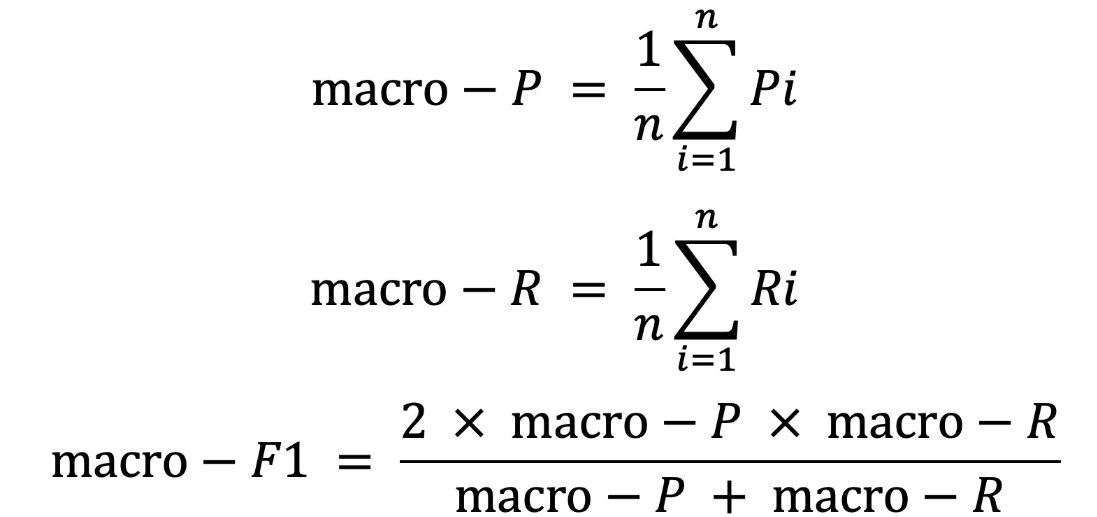 macro − P = 1/n ∑_{i=1}^{n} Pi
macro − R = 1/n ∑_{i=1}^{n} Ri
macro − F1 = (2 × macro − P × macro − R) / (macro − P + macro − R)